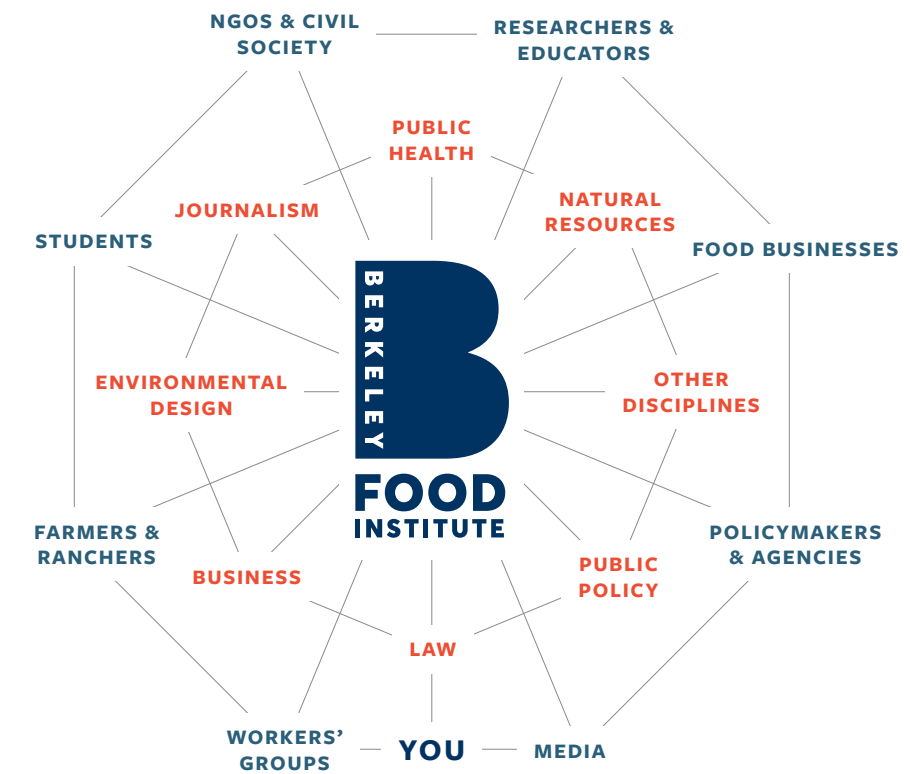 NGOS & CIVIL
SOCIETY
RESEARCHERS &
EDUCATORS
PUBLIC
HEALTH
JOURNALISM
NATURAL
RESOURCES
STUDENTS
FOOD BUSINESSES
BERKELEY
ENVIRONMENTAL
DESIGN
OTHER
DISCIPLINES
FOOD
INSTITUTE
FARMERS &
RANCHERS
POLICYMAKERS
& AGENCIES
BUSINESS
PUBLIC
POLICY
LAW
WORKERS’
GROUPS
YOU
MEDIA